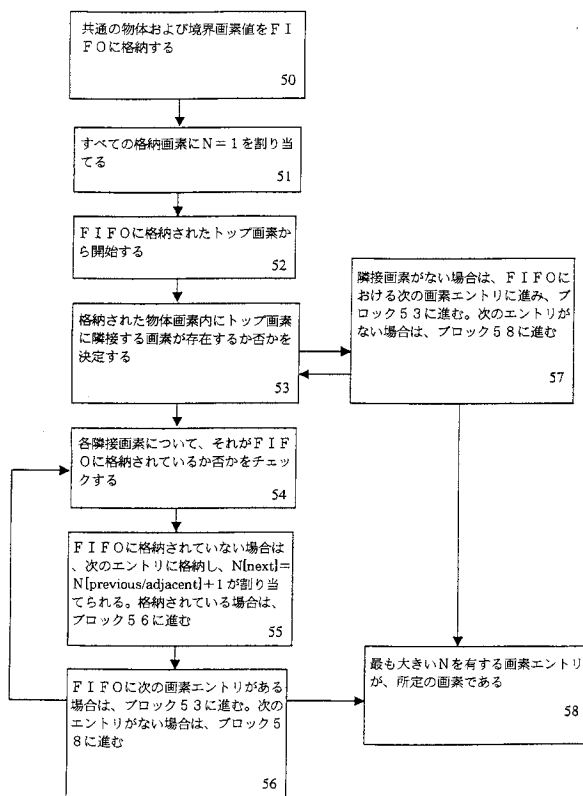 共通の物体および境界画素値をＦＩ
ＦＯに格納する
50
すべての格納画素にＮ＝１を割り当
てる
51
ＦＩＦＯに格納されたトップ画素か
ら開始する
52
格納された物体画素内にトップ画素
に隣接する画素が存在するか否かを
決定する
53
隣接画素がない場合は、ＦＩＦＯに
おける次の画素エントリに進み、ブ
ロック５３に進む。次のエントリ
がない場合は、ブロック５８に進む
57
各隣接画素について、それがＦＩＦ
Ｏに格納されているか否かをチェッ
クする
54
ＦＩＦＯに格納されていない場合は
、次のエントリに格納し、N[next]＝
N[previous/adjacent]＋１が割り当
てられる。格納されている場合は、
ブロック５６に進む
55
ＦＩＦＯに次の画素エントリがある
場合は、ブロック５３に進む。次の
エントリがない場合は、ブロック５
８に進む
56
最も大きいＮを有する画素エントリ
が、所定の画素である
58